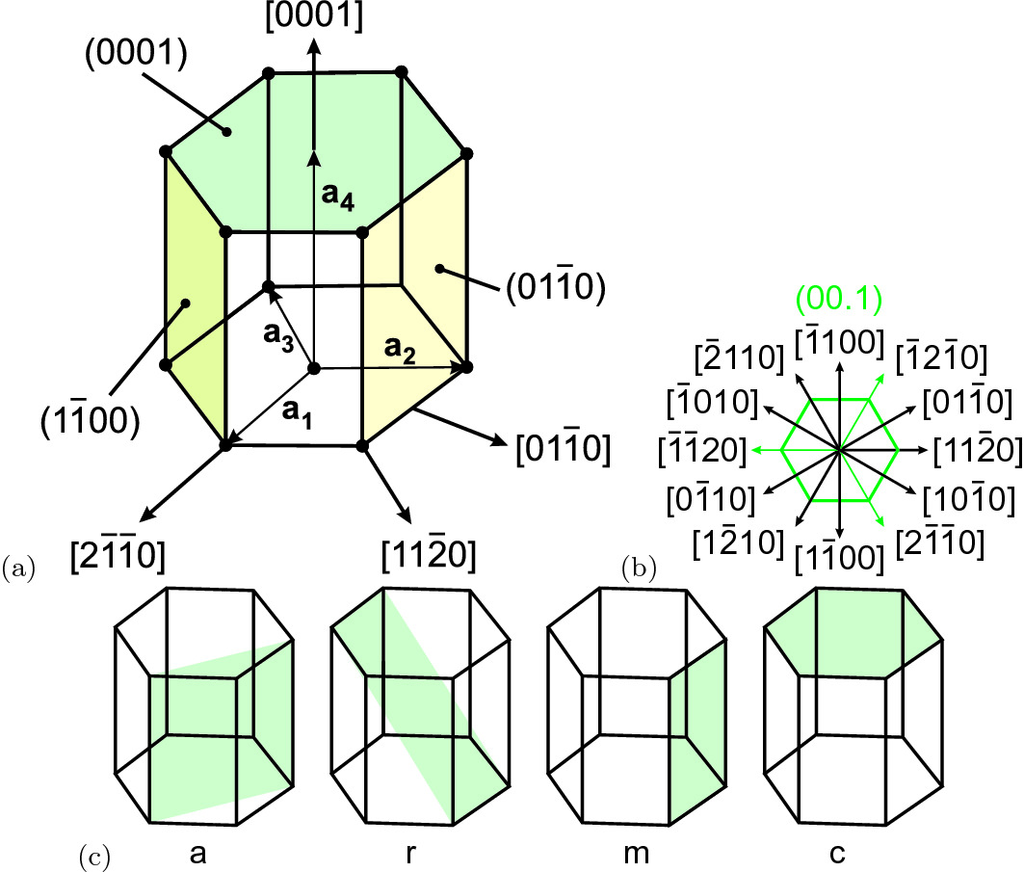 [0001]
(0001)
a4
(011̅0)
a3
a2
(11̅00)
a1
[011̅0]
(a)
[21̅1̅0]
[112̅0]
(00.1)
[1̅100]
[2̅110]
[1̅21̅0]
[1̅010]
[011̅0]
[1̅1̅20]
[112̅0]
[01̅10]
[101̅0]
[12̅10]
[21̅1̅0]
[11̅00]
(b)
(c)
a
r
m
c